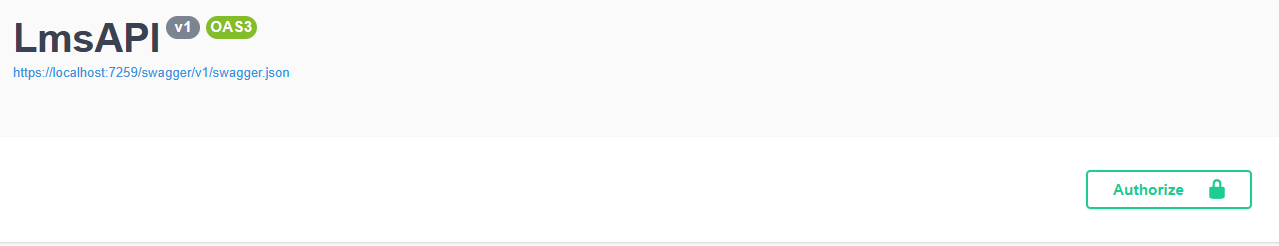 LmsAPI v1 OAS3
https://localhost:7259/swagger/v1/swagger.json
Authorize